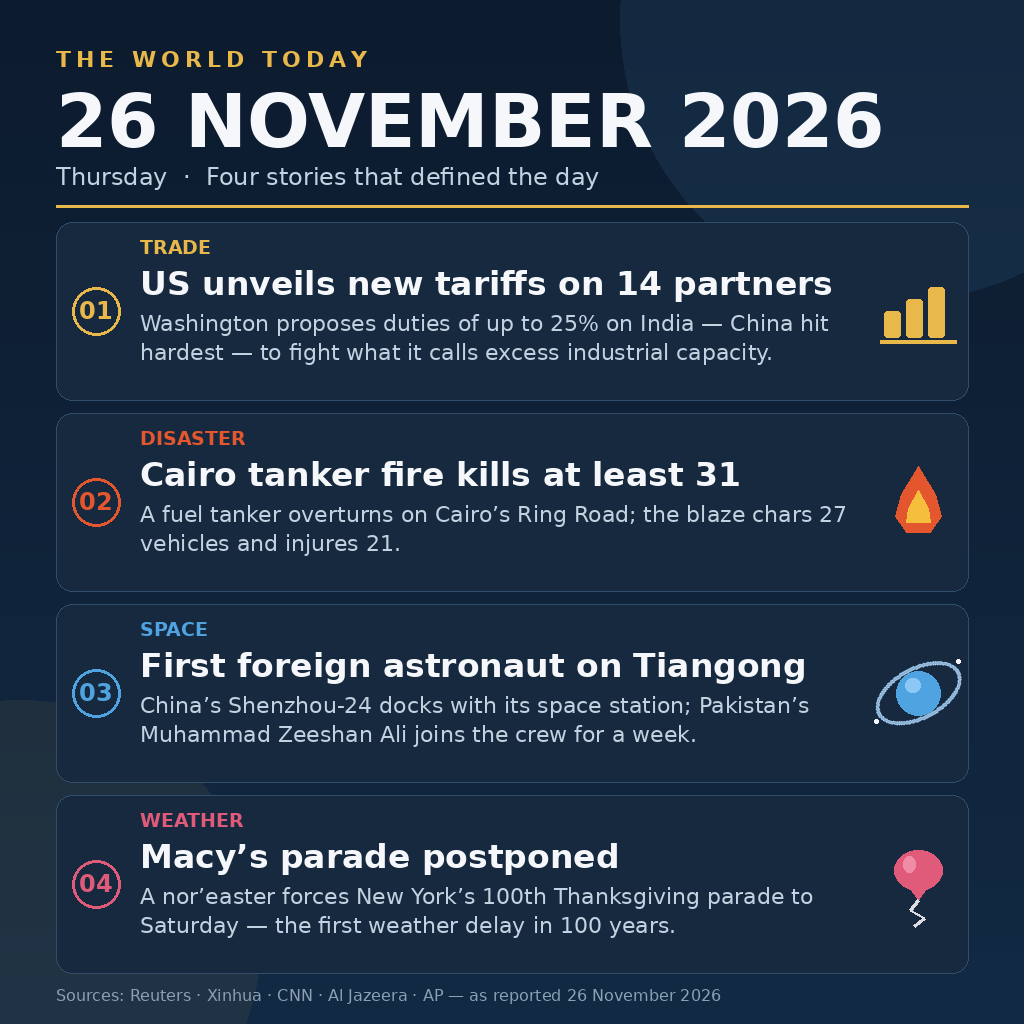 THE WORLD TODAY
26 NOVEMBER 2026
Thursday · Four stories that defined the day
TRADE
01
US unveils new tariffs on 14 partners
Washington proposes duties of up to 25% on India — China hit
hardest — to fight what it calls excess industrial capacity.
DISASTER
02
Cairo tanker fire kills at least 31
A fuel tanker overturns on Cairo’s Ring Road; the blaze chars 27
vehicles and injures 21.
SPACE
03
First foreign astronaut on Tiangong
China’s Shenzhou-24 docks with its space station; Pakistan’s
Muhammad Zeeshan Ali joins the crew for a week.
WEATHER
04
Macy’s parade postponed
A nor’easter forces New York’s 100th Thanksgiving parade to
Saturday — the first weather delay in 100 years.
Sources: Reuters · Xinhua · CNN · Al Jazeera · AP — as reported 26 November 2026